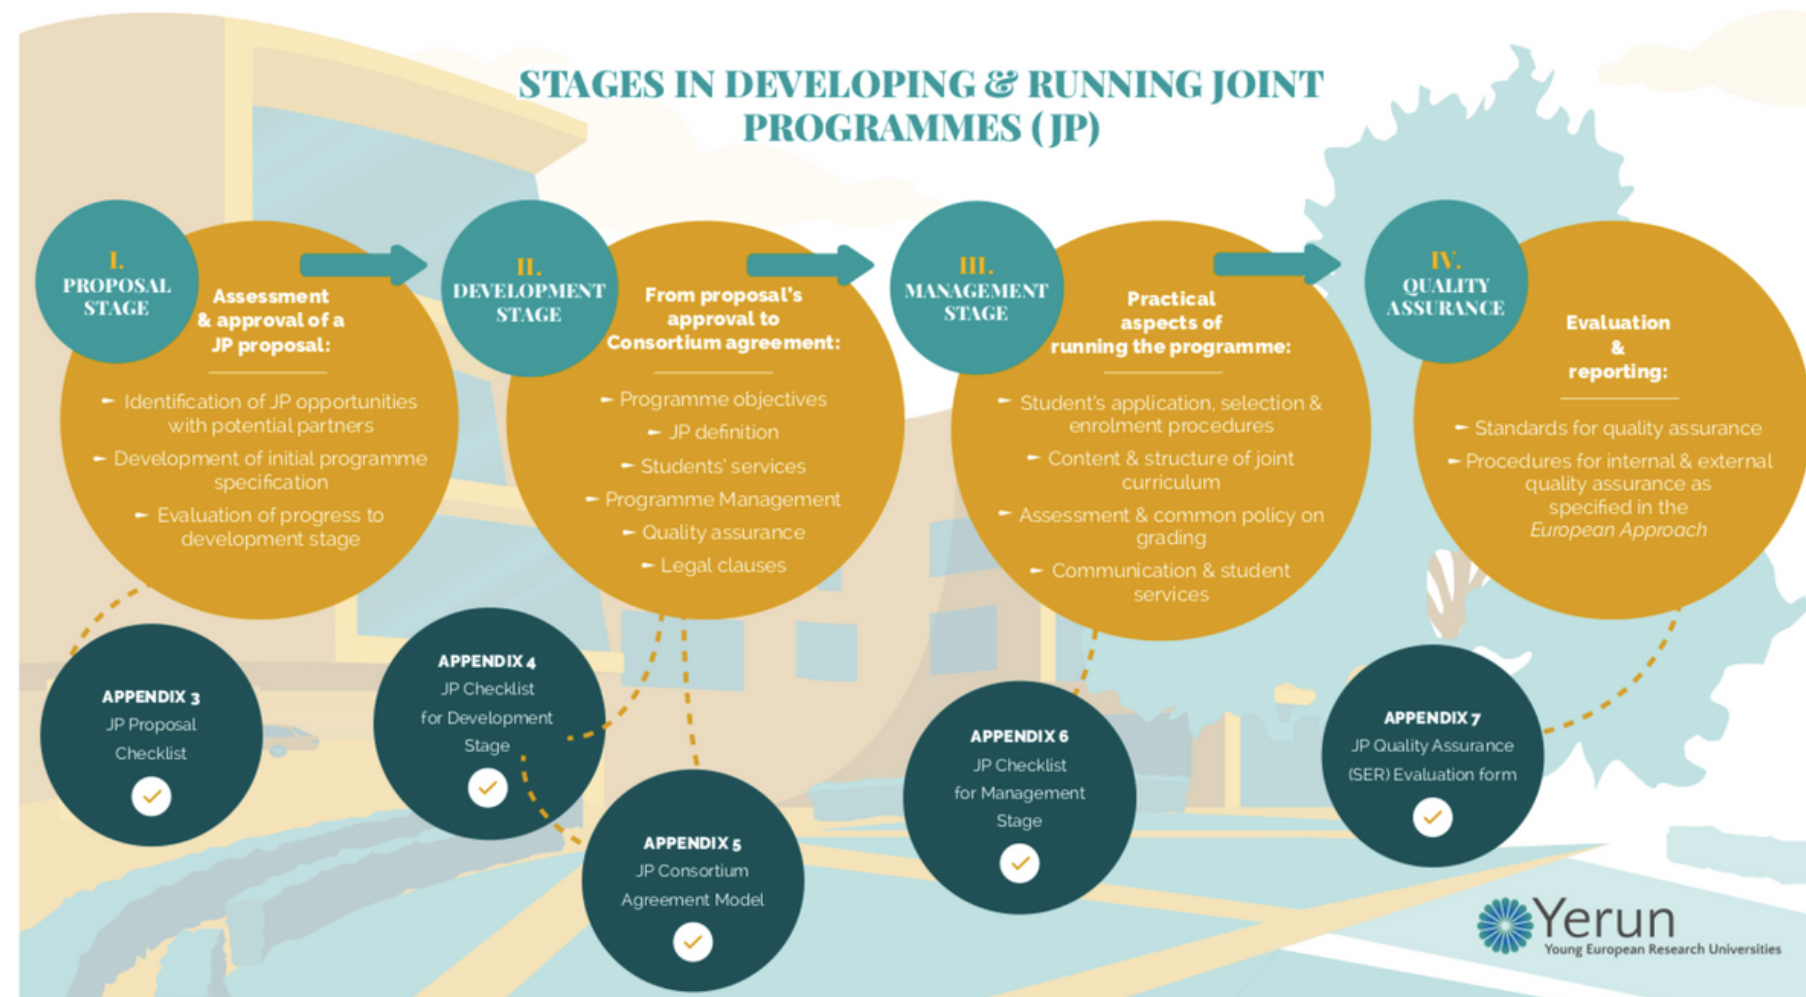 STAGES IN DEVELOPING & RUNNING JOINT
PROGRAMMES (JP)
I.
PROPOSAL
STAGE
Assessment
& approval of a
JP proposal:
Identification of JP opportunities
with potential partners
Development of initial programme
specification
Evaluation of progress to
development stage
II.
DEVELOPMENT
STAGE
From proposal's
approval to
Consortium agreement:
Programme objectives
JP definition
Students' services
Programme Management
Quality assurance
Legal clauses
III.
MANAGEMENT
STAGE
Practical
aspects of
running the programme:
Student's application, selection &
enrolment procedures
Content & structure of joint
curriculum
Assessment & common policy on
grading
Communication & student
services
IV.
QUALITY
ASSURANCE
Evaluation
&
reporting:
Standards for quality assurance
Procedures for internal & external
quality assurance as
specified in the
European Approach
APPENDIX 3
JP Proposal
Checklist
APPENDIX 4
JP Checklist
for Development
Stage
APPENDIX 5
JP Consortium
Agreement Model
APPENDIX 6
JP Checklist
for Management
Stage
APPENDIX 7
JP Quality Assurance
(SER) Evaluation form
Yerun
Young European Research Universities